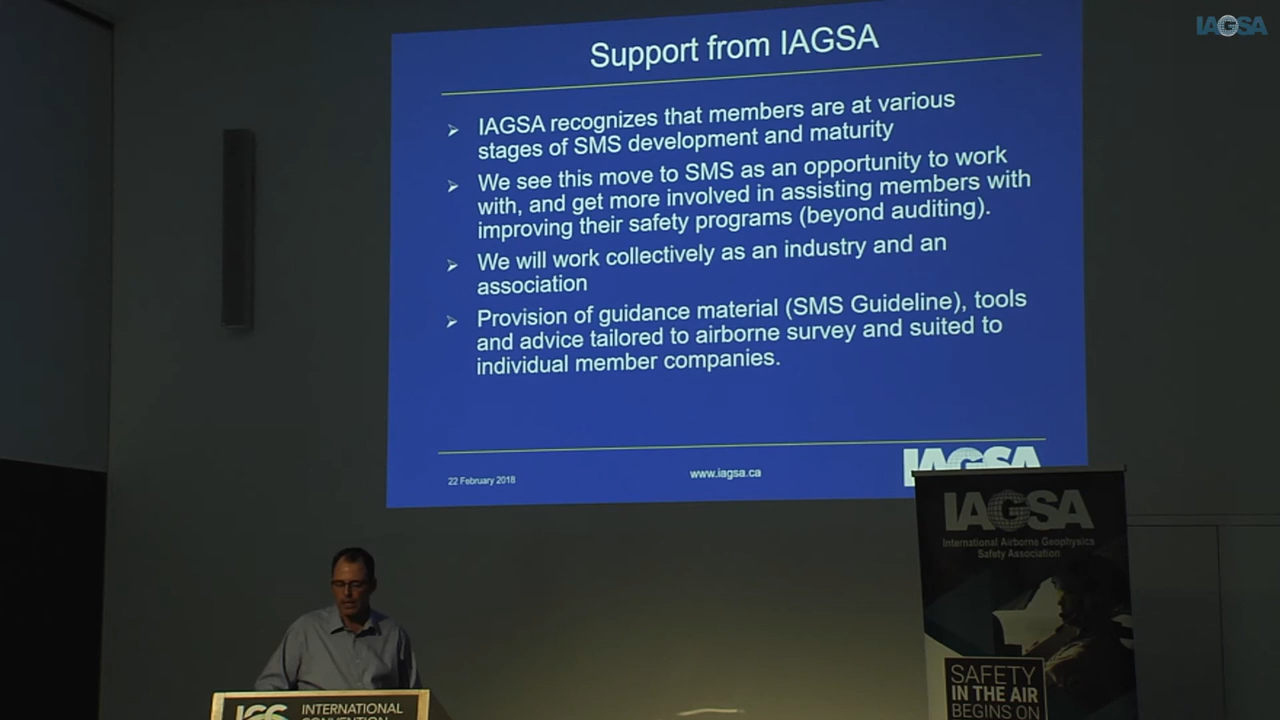 IAGSA
Support from IAGSA
IAGSA recognizes that members are at various
stages of SMS development and maturity
We see this move to SMS as an opportunity to work
with, and get more involved in assisting members with
improving their safety programs (beyond auditing).
We will work collectively as an industry and an
association
Provision of guidance material (SMS Guideline), tools
and advice tailored to airborne survey and suited to
individual member companies.
22 February 2018
www.iagsa.ca
IAGSA
IAGSA
International Airborne Geophysics
Safety Association
SAFETY
IN THE AIR
BEGINS ON
ICS
INTERNATIONAL
CONVENTION